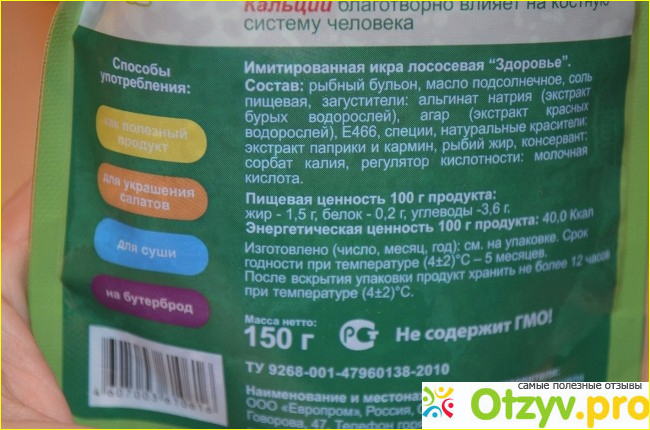 Кальций благотворно влияет на костную
систему человека
Способы
употребления:
как полезный
продукт
для украшения
салатов
для суши
на бутерброд
Имитированная икра лососевая "Здоровье".
Состав: рыбный бульон, масло подсолнечное, соль
пищевая, загустители: альгинат натрия (экстракт
бурых водорослей), агар (экстракт красных
водорослей), Е466, специи, натуральные красители:
экстракт паприки и кармин, рыбий жир, консервант:
сорбат калия, регулятор кислотности: молочная
кислота.
Пищевая ценность 100 г продукта:
жир - 1,5 г, белок - 0,2 г, углеводы -3,6 г.
Энергетическая ценность 100 г продукта: 40,0 Ккал
Изготовлено (число, месяц, год): см. на упаковке. Срок
годности при температуре (4±2)°С – 5 месяцев.
После вскрытия упаковки продукт хранить не более 12 часов
при температуре (4±2)°С.
Масса нетто:
150 г
Не содержит ГМО!
ТУ 9268-001-47960138-2010
Наименование и
ООО «Европром», Россия,
Говорова, 47. Телефон
самые полезные отзывы
Otzyv.pro